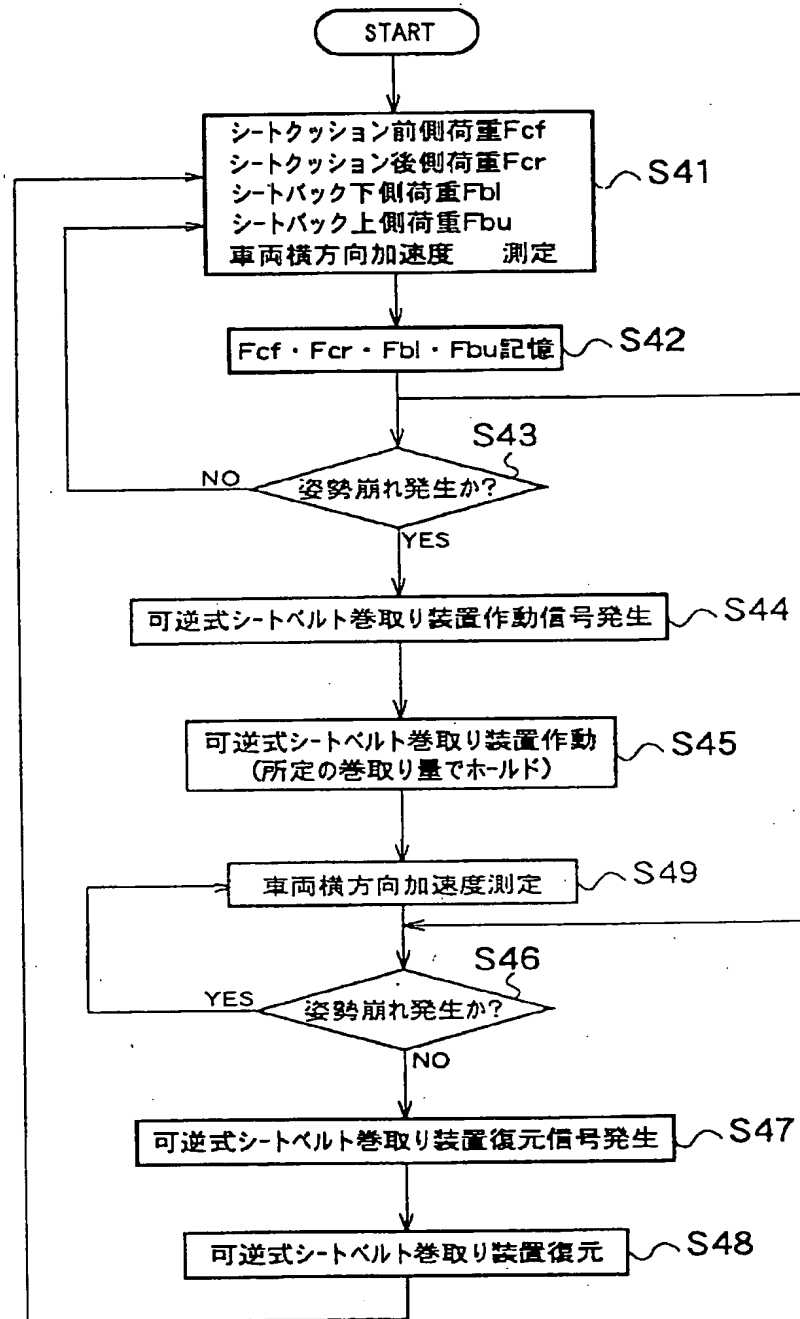 START
シートクッション前側荷重Fcf
シートクッション後側荷重Fcr
シートバック下側荷重Fbl
シートバック上側荷重Fbu
車両横方向加速度 測定
S41
Fcf・Fcr・Fbl・Fbu記憶
S42
S43
姿勢崩れ発生か?
NO
YES
可逆式シートベルト巻取り装置作動信号発生
S44
可逆式シートベルト巻取り装置作動
(所定の巻取り量でホールド)
S45
車両横方向加速度測定
S49
S46
姿勢崩れ発生か?
YES
NO
可逆式シートベルト巻取り装置復元信号発生
S47
可逆式シートベルト巻取り装置復元
S48